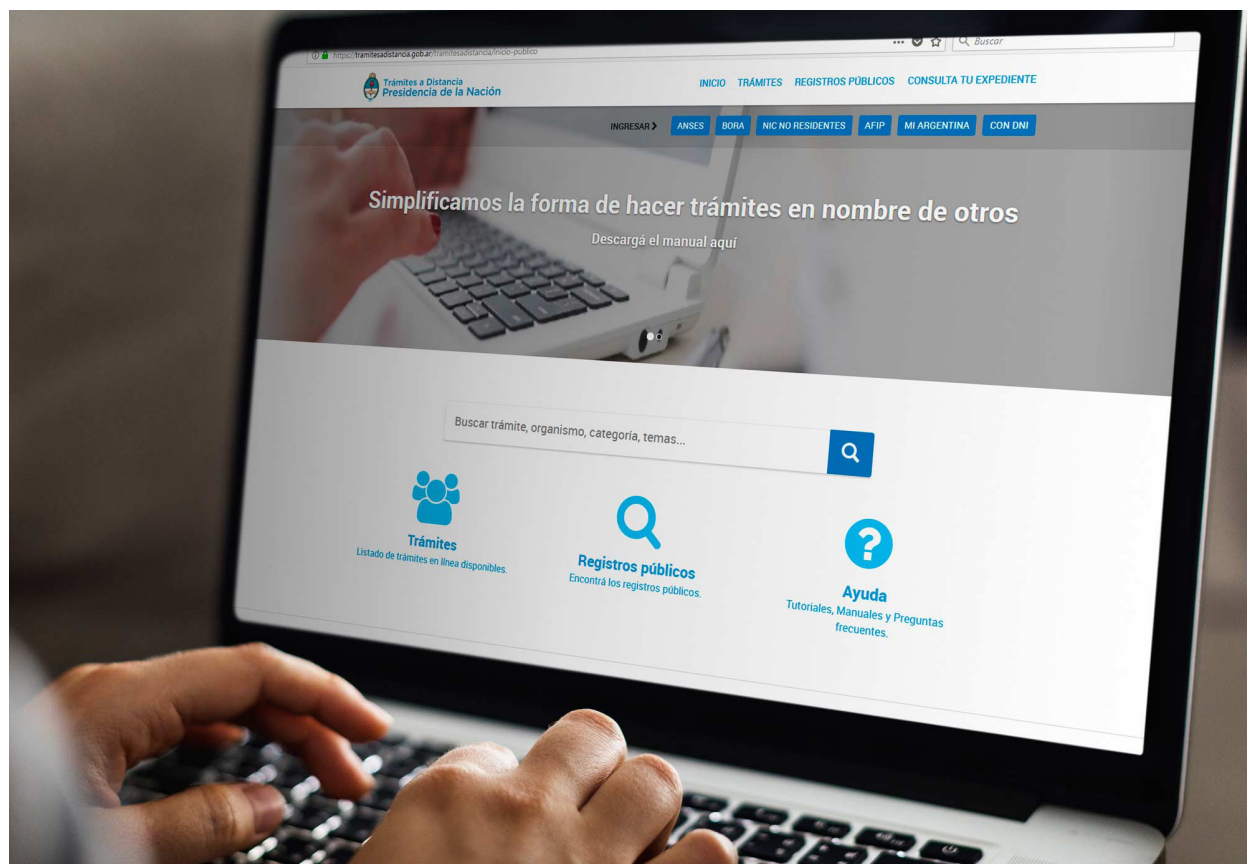 https://tramitesadistancia.gob.ar/tramitesadistancia/inicio-publico
Buscar
Trámites a Distancia
Presidencia de la Nación
INICIO TRÁMITES REGISTROS PÚBLICOS CONSULTA TU EXPEDIENTE
INGRESAR ANSES BORA NIC NO RESIDENTES AFIP MI ARGENTINA CON DNI
Simplificamos la forma de hacer trámites en nombre de otros
Descargá el manual aquí
Buscar trámite, organismo, categoría, temas...
Trámites
Listado de trámites en línea disponibles.
Registros públicos
Encontrá los registros públicos.
Ayuda
Tutoriales, Manuales y Preguntas
frecuentes.